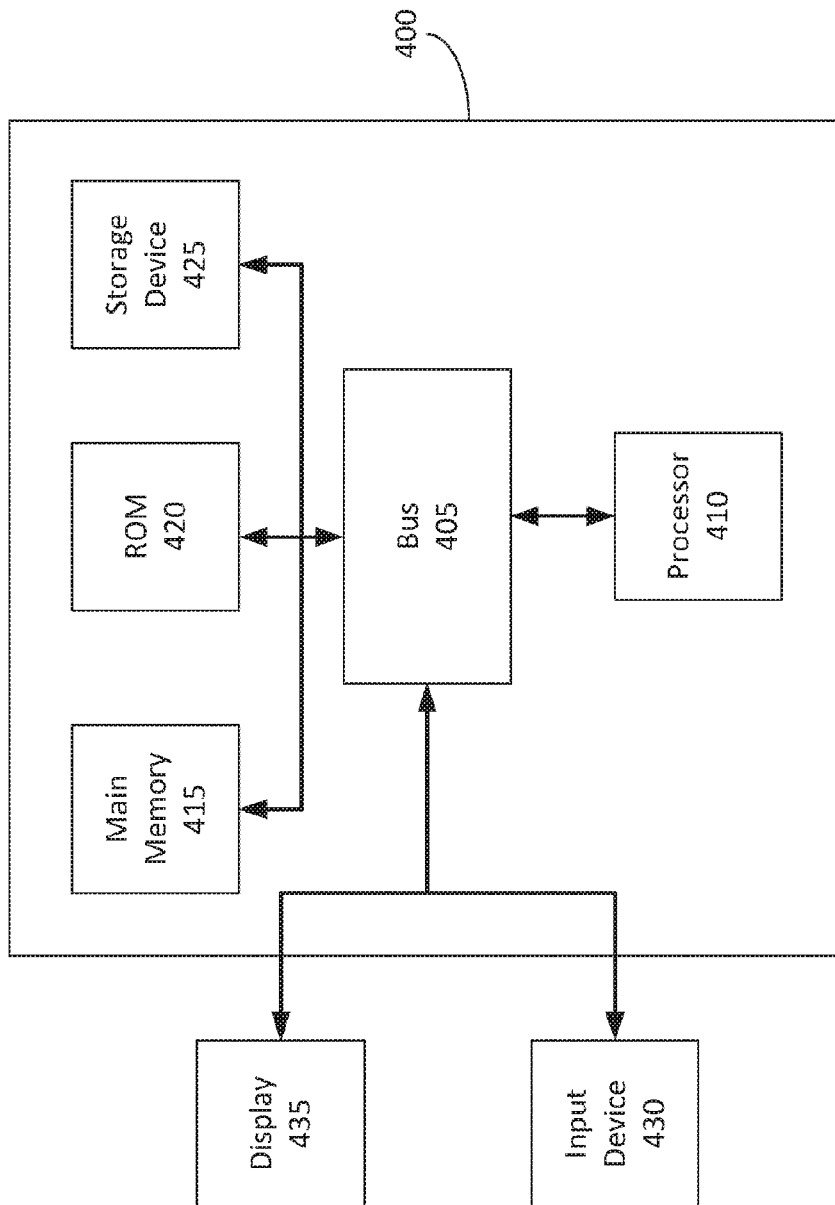 400
Main
Memory
415
ROM
420
Storage
Device
425
Display
435
Bus
405
Input
Device
430
Processor
410